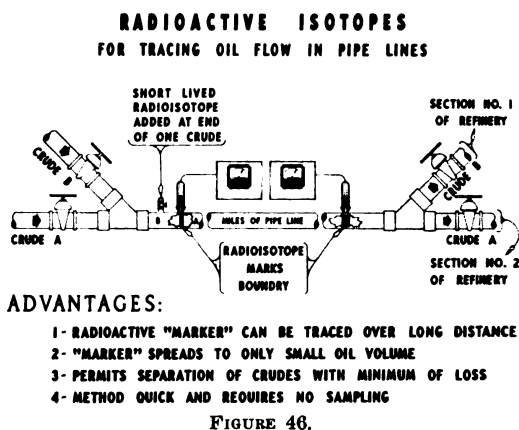 RADIOACTIVE ISOTOPES
FOR TRACING OIL FLOW IN PIPE LINES
SHORT LIVED
RADIOISOTOPE
ADDED AT END
OF ONE CRUDE
SECTION NO. 1
OF REFINERY
CRUDE B
CRUDE B
CRUDE A
B
A
MILES OF PIPE LINE
CRUDE A
RADIOISOTOPE
MARKS
BOUNDRY
SECTION NO. 2
OF REFINERY
ADVANTAGES:
1- RADIOACTIVE "MARKER" CAN BE TRACED OVER LONG DISTANCE
2- "MARKER" SPREADS TO ONLY SMALL OIL VOLUME
3- PERMITS SEPARATION OF CRUDES WITH MINIMUM OF LOSS
4- METHOD QUICK AND REQUIRES NO SAMPLING
FIGURE 46.